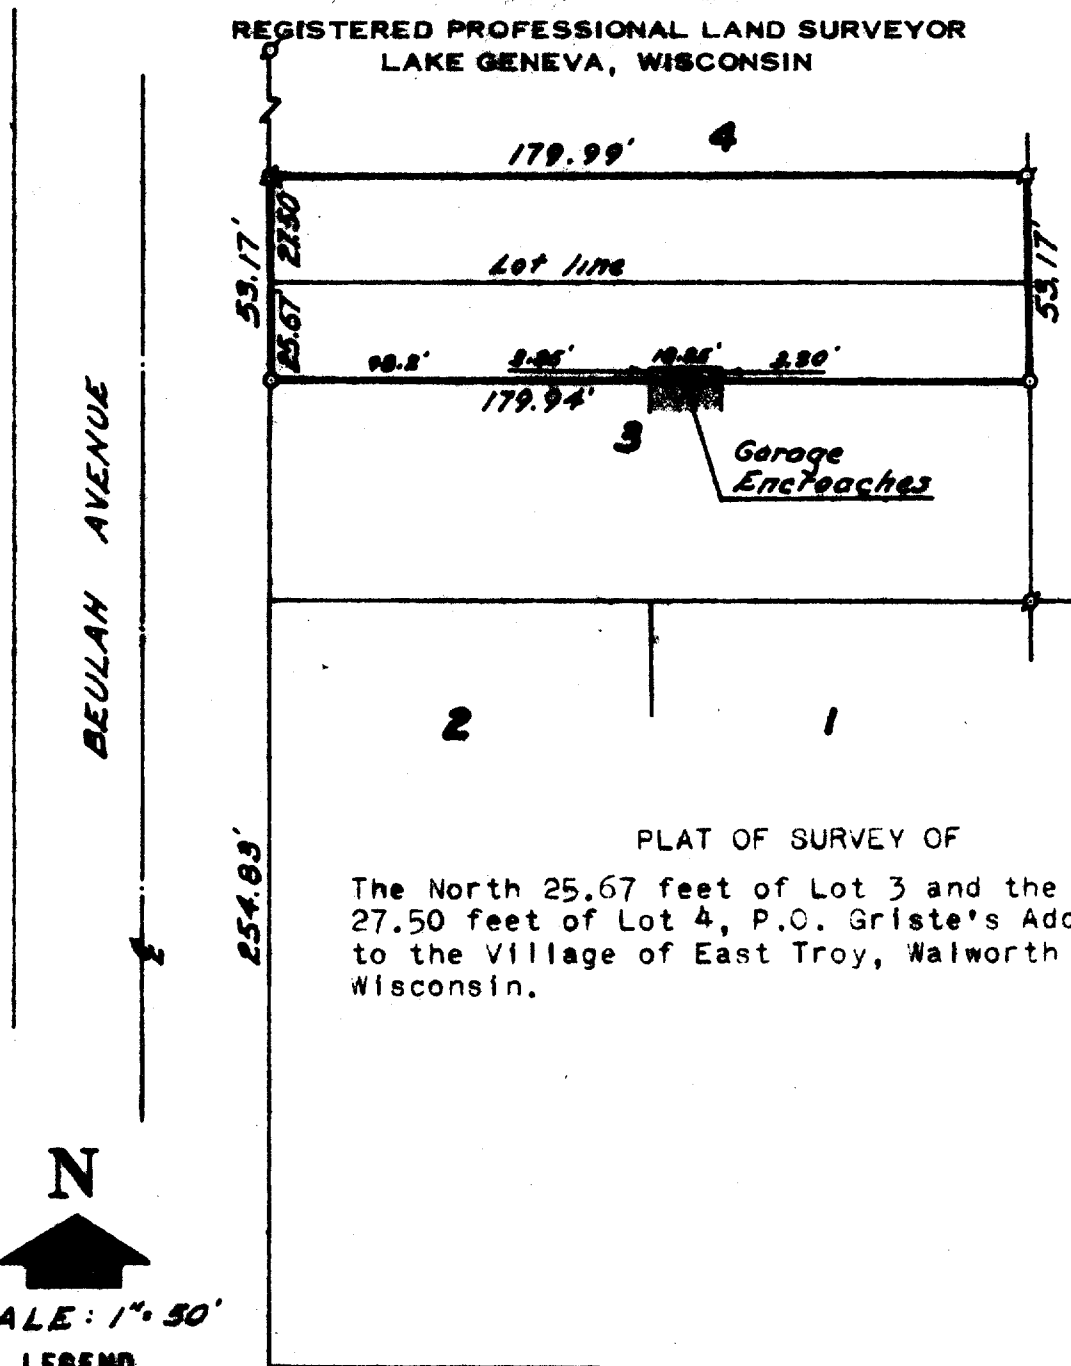 REGISTERED PROFESSIONAL LAND SURVEYOR
LAKE GENEVA, WISCONSIN
4
179.99'
53.17'
27.50'
53.17'
Lot line
25.67'
2.30'
179.94'
3
Garage
Encroaches
BEULAH AVENUE
2
1
254.83'
PLAT OF SURVEY OF
The North 25.67 feet of Lot 3 and the
27.50 feet of Lot 4, P.O. Griste's Add
to the Village of East Troy, Walworth
Wisconsin.
N
ALE: 1"= 50'
LEGEND